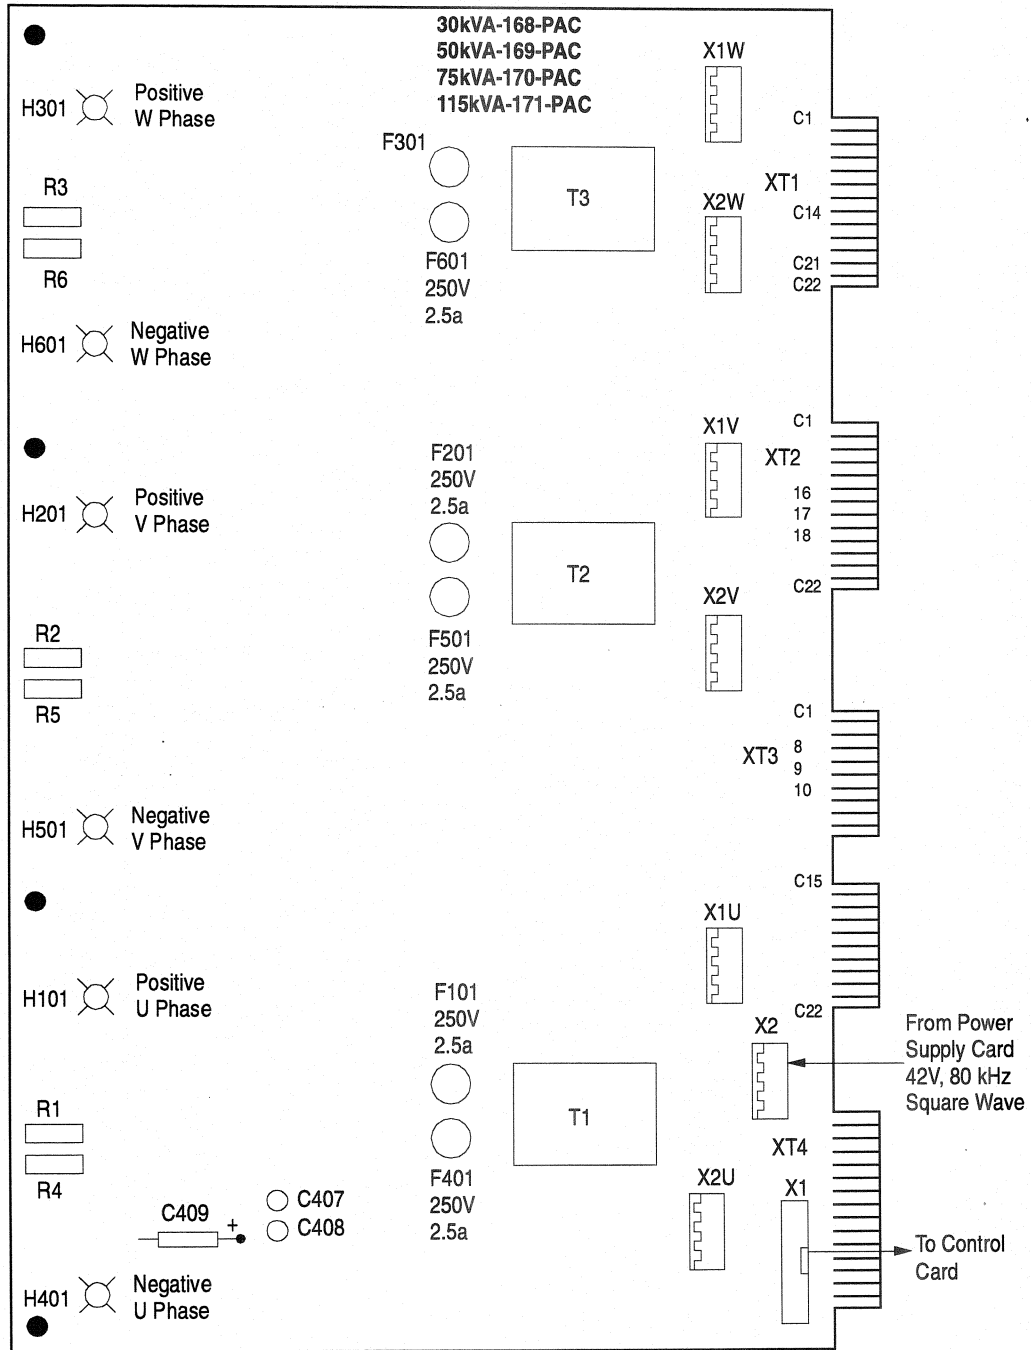 30kVA-168-PAC
50kVA-169-PAC
75kVA-170-PAC
115kVA-171-PAC
X1W
H301
Positive
W Phase
C1
F301
R3
T3
XT1
X2W
C14
R6
F601
250V
2.5a
C21
C22
H601
Negative
W Phase
C1
X1V
F201
250V
2.5a
XT2
H201
Positive
V Phase
16
17
18
T2
C22
X2V
R2
F501
250V
2.5a
R5
C1
XT3
8
9
10
H501
Negative
V Phase
C15
X1U
H101
Positive
U Phase
F101
250V
2.5a
C22
X2
From Power
Supply Card
42V, 80 kHz
Square Wave
R1
T1
XT4
R4
F401
250V
2.5a
X2U
X1
C409
+
C407
C408
To Control
Card
H401
Negative
U Phase